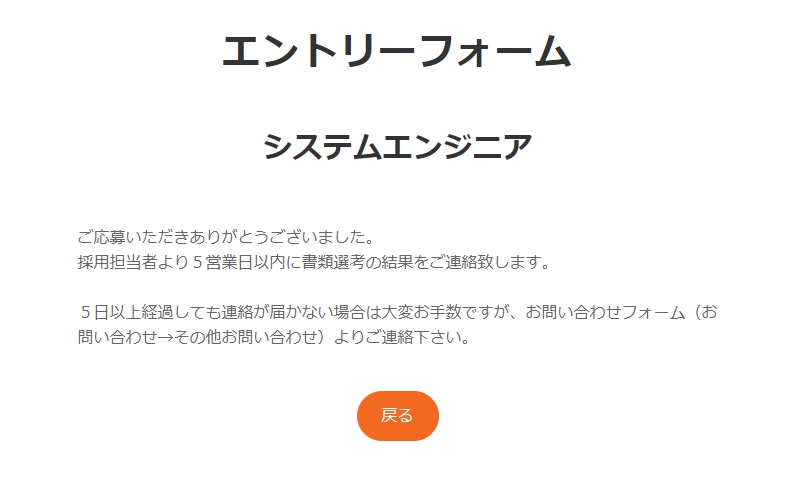 エントリーフォーム
システムエンジニア
ご応募いただきありがとうございました。
採用担当者より５営業日以内に書類選考の結果をご連絡致します。
５日以上経過しても連絡が届かない場合は大変お手数ですが、お問い合わせフォーム（お
問い合わせ→その他お問い合わせ）よりご連絡下さい。
戻る